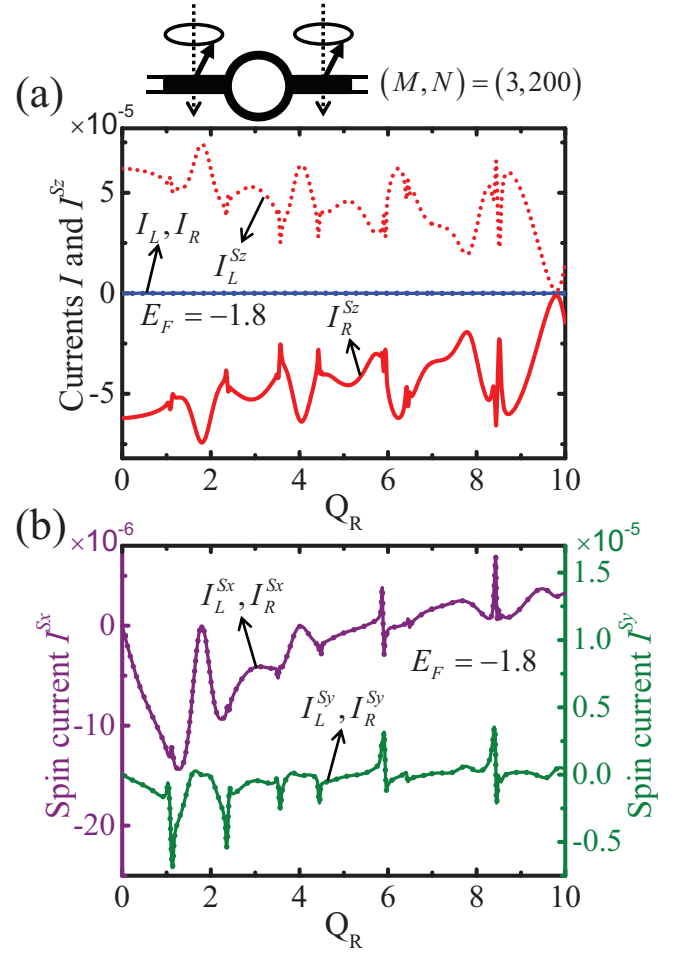 (a)
(M, N) = (3,200)
×10⁻⁵
Currents I and I^{Sz}
5
0
-5
I_L, I_R
I_L^{Sz}
E_F = −1.8
I_R^{Sz}
0 2 4 6 8 10
Q_R
(b)
×10⁻⁶
×10⁻⁵
Spin current I^{Sx}
0
-10
-20
I_L^{Sx}, I_R^{Sx}
E_F = −1.8
I_L^{Sy}, I_R^{Sy}
1.5
1.0
0.5
0.0
-0.5
Spin current I^{Sy}
0 2 4 6 8 10
Q_R